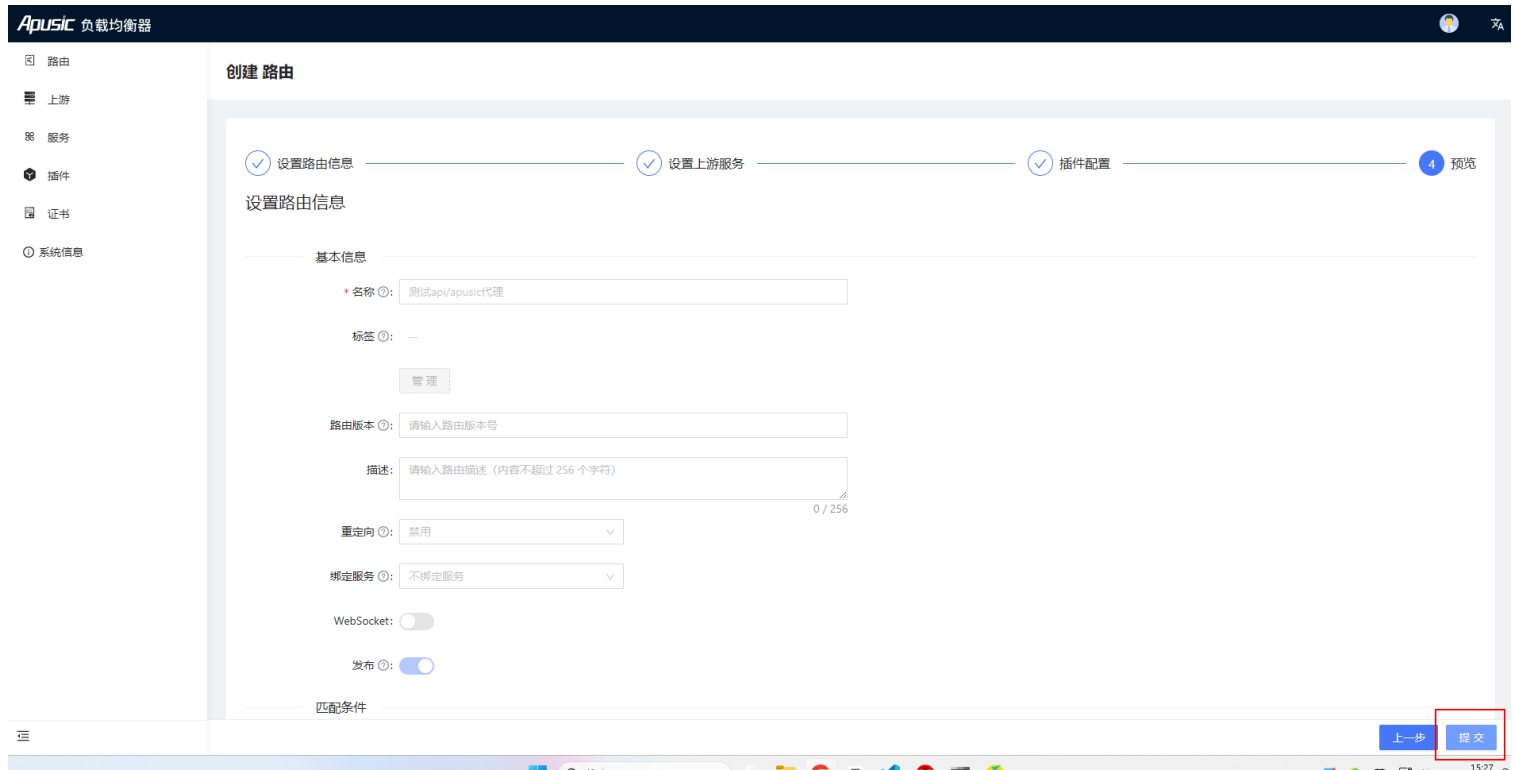 Apusic 负载均衡器
路由
上游
服务
插件
证书
系统信息
创建 路由
设置路由信息
设置上游服务
插件配置
4 预览
设置路由信息
基本信息
* 名称 ?: 测试api/apusic代理
标签 ?: --
管 理
路由版本 ?: 请输入路由版本号
描述: 请输入路由描述（内容不超过 256 个字符）
0 / 256
重定向 ?: 禁用
绑定服务 ?: 不绑定服务
WebSocket:
发布 ?:
匹配条件
上一步
提 交
15:27